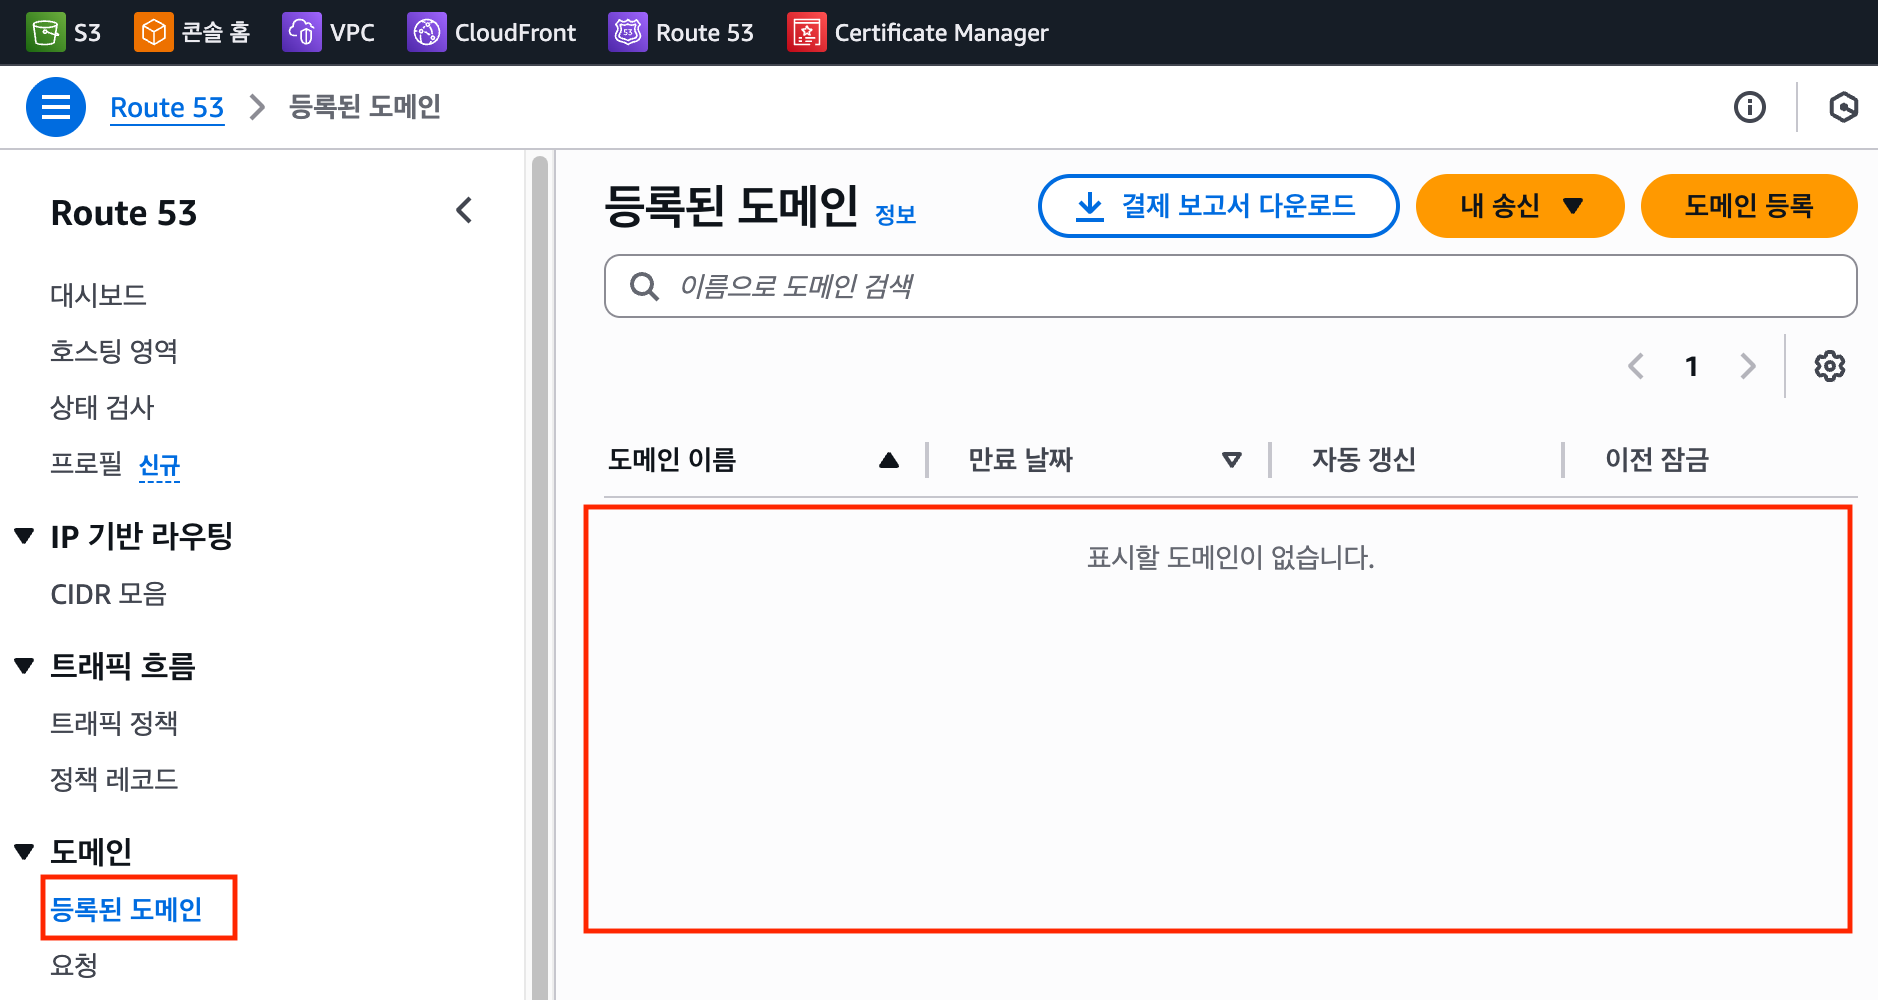 S3 콘솔 홈 VPC CloudFront Route 53 Certificate Manager
Route 53 > 등록된 도메인
Route 53
대시보드
호스팅 영역
상태 검사
프로필 신규
IP 기반 라우팅
CIDR 모음
트래픽 흐름
트래픽 정책
정책 레코드
도메인
등록된 도메인
요청
등록된 도메인 정보
결제 보고서 다운로드
내 송신
도메인 등록
이름으로 도메인 검색
1
도메인 이름 만료 날짜 자동 갱신 이전 잠금
표시할 도메인이 없습니다.